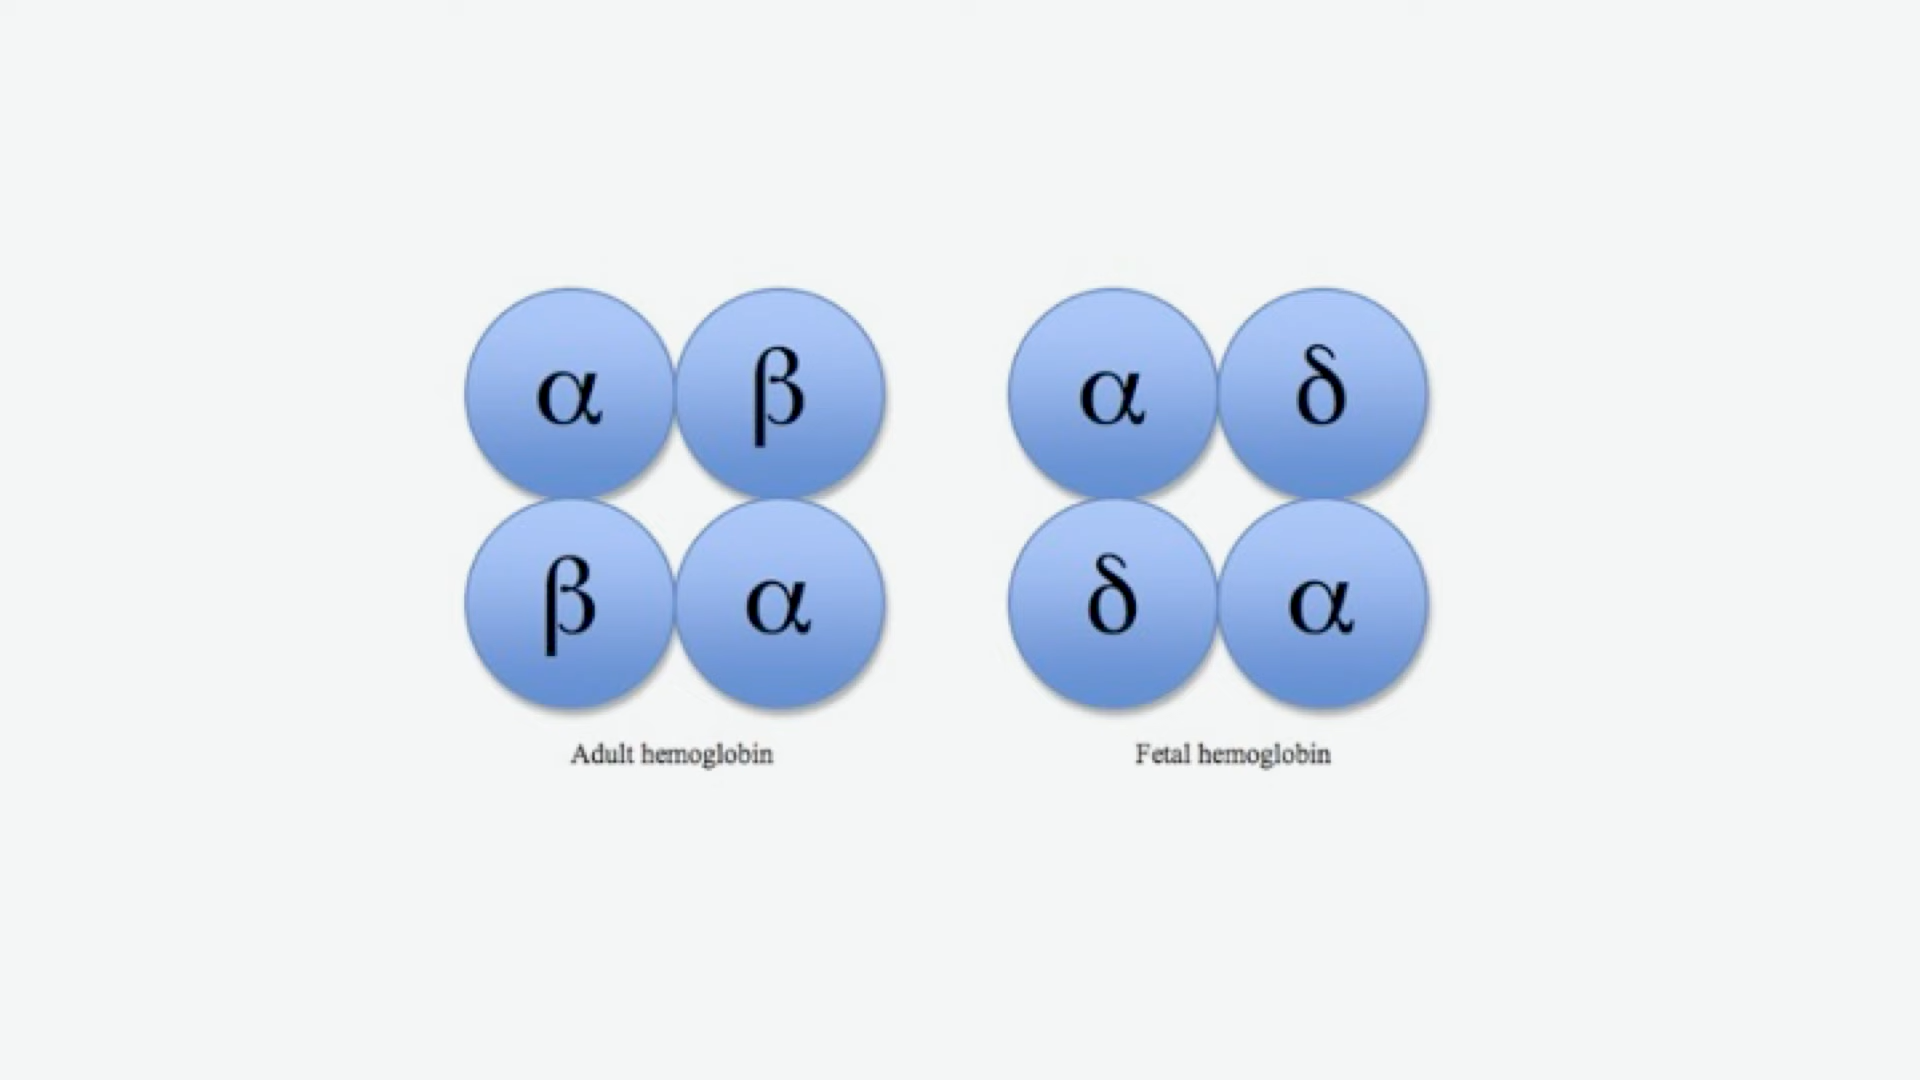 α β
β α
Adult hemoglobin
α δ
δ α
Fetal hemoglobin